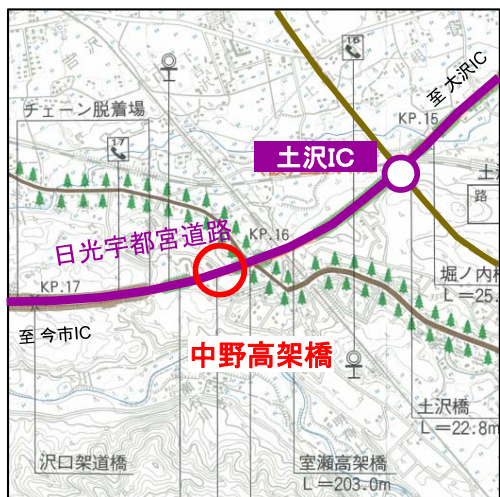 16
至 大沢IC
チェーン脱着場
KP.15
17
土沢IC
路
日光宇都宮道路
KP.16
KP.17
堀ノ内
L=25
至 今市IC
中野高架橋
土沢橋
L=22.8m
沢口架道橋
室瀬高架橋
L=203.0m